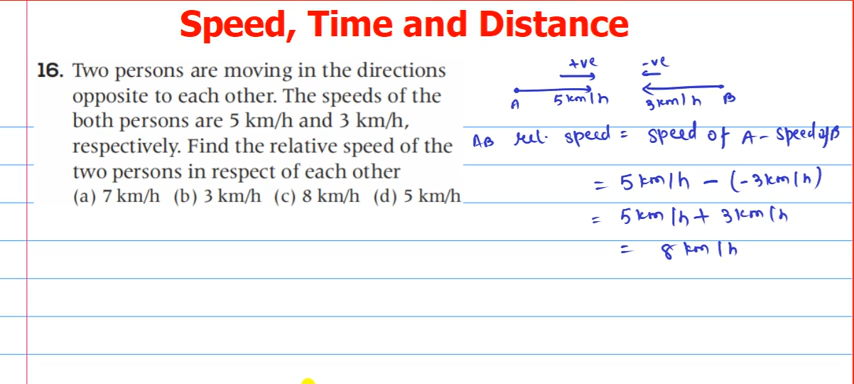 Speed, Time and Distance
16. Two persons are moving in the directions
opposite to each other. The speeds of the
both persons are 5 km/h and 3 km/h,
respectively. Find the relative speed of the
two persons in respect of each other
(a) 7 km/h (b) 3 km/h (c) 8 km/h (d) 5 km/h
+ve -ve
A 5 km/h 3 km/h B
AB rel. speed = speed of A - speed of B
= 5 km/h - (-3 km/h)
= 5 km/h + 3 km/h
= 8 km/h